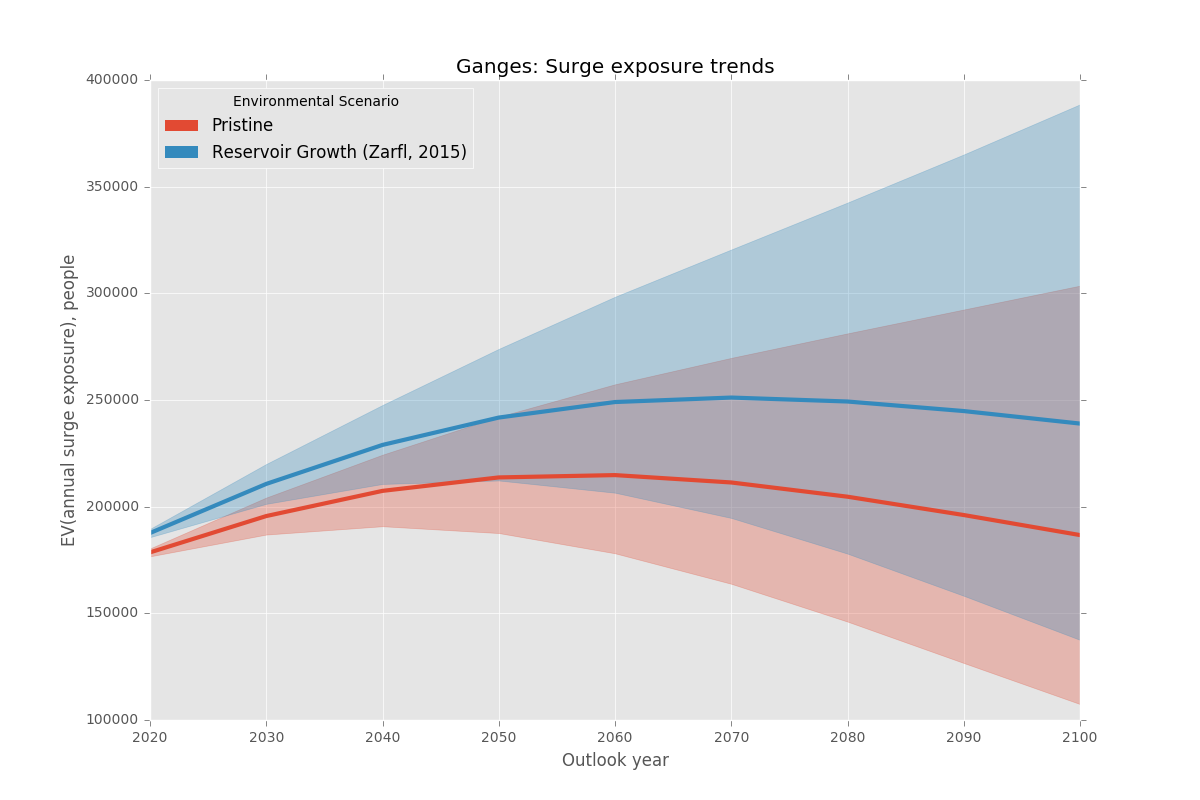 Ganges: Surge exposure trends
Environmental Scenario
Pristine
Reservoir Growth (Zarfl, 2015)
EV(annual surge exposure), people
400000
350000
300000
250000
200000
150000
100000
2020 2030 2040 2050 2060 2070 2080 2090 2100
Outlook year